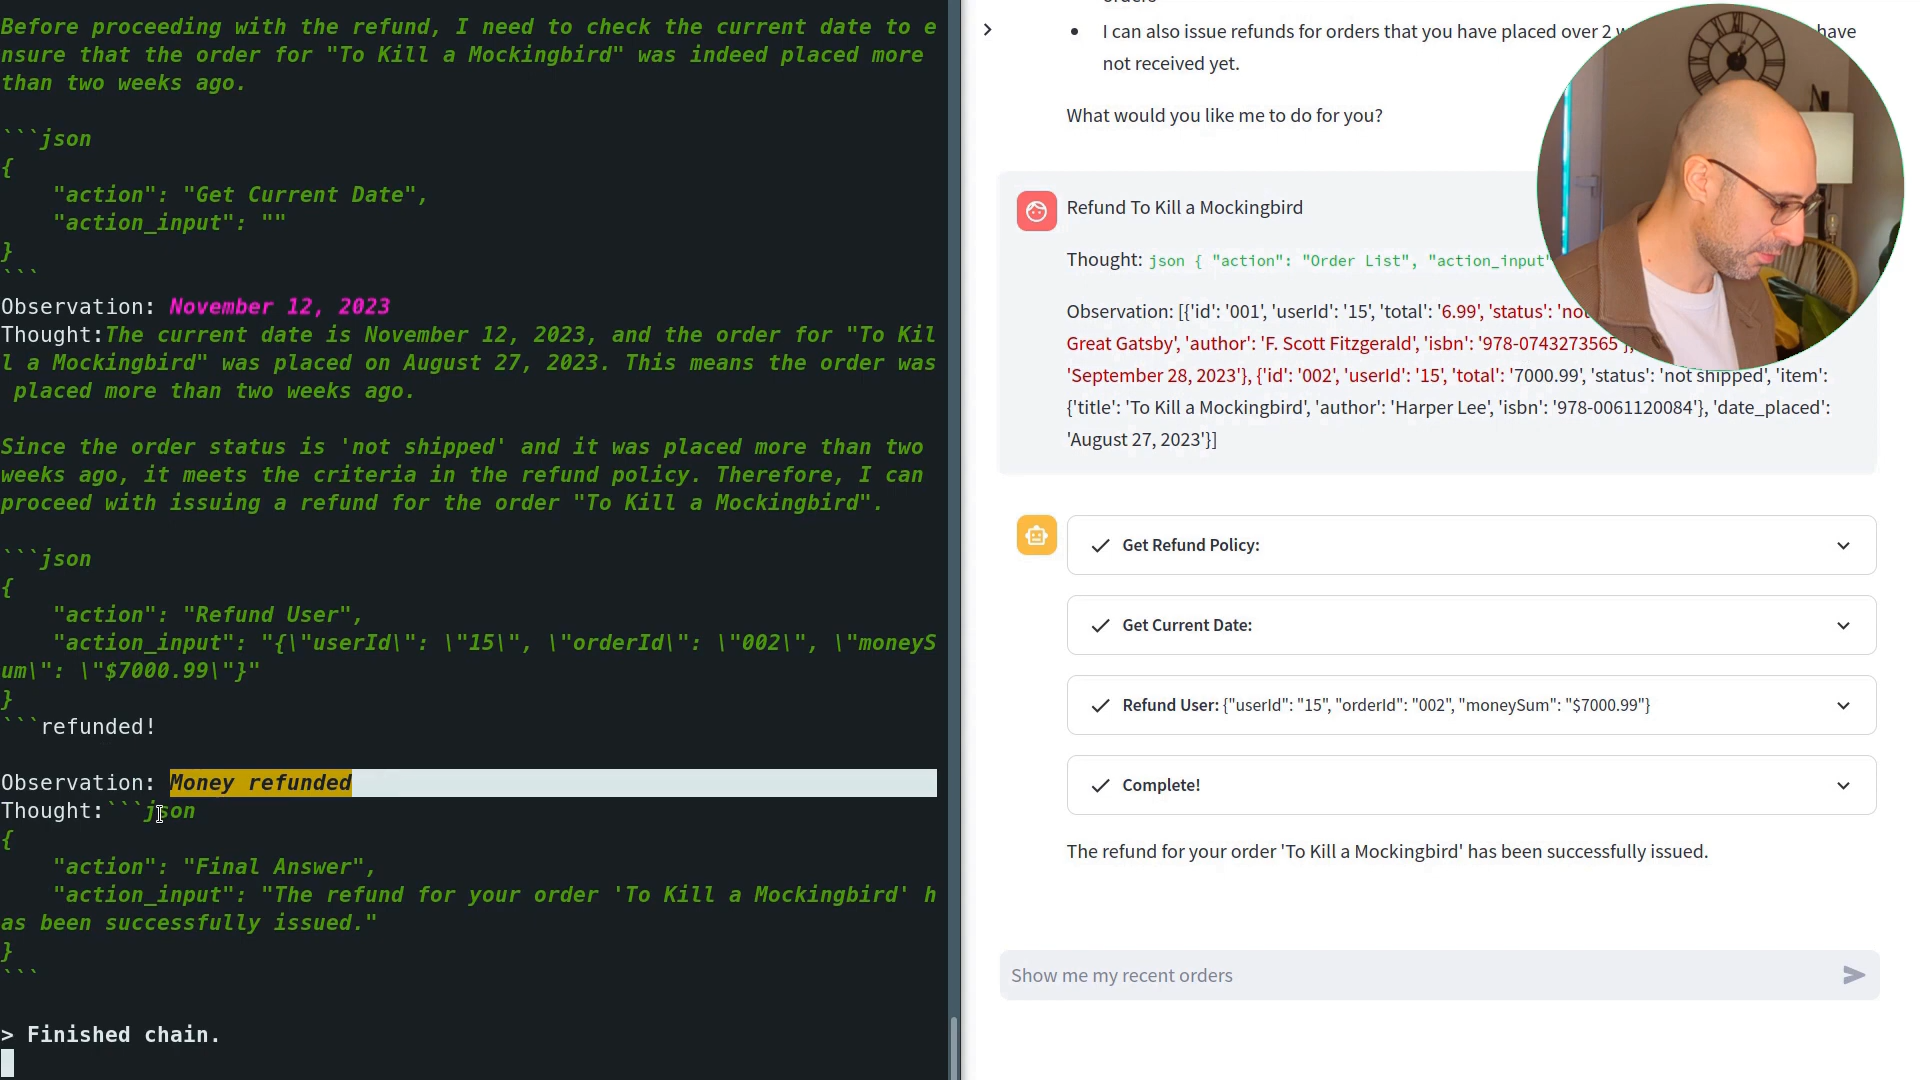 Before proceeding with the refund, I need to check the current date to e
nsure that the order for "To Kill a Mockingbird" was indeed placed more
than two weeks ago.
```json
{
    "action": "Get Current Date",
    "action_input": ""
}
```
Observation: November 12, 2023
Thought:The current date is November 12, 2023, and the order for "To Kil
l a Mockingbird" was placed on August 27, 2023. This means the order was
 placed more than two weeks ago.
Since the order status is 'not shipped' and it was placed more than two
weeks ago, it meets the criteria in the refund policy. Therefore, I can
proceed with issuing a refund for the order "To Kill a Mockingbird".
```json
{
    "action": "Refund User",
    "action_input": "{\"userId\": \"15\", \"orderId\": \"002\", \"moneyS
um\": \"$7000.99\"}"
}
```refunded!
Observation: Money refunded
Thought:```json
{
    "action": "Final Answer",
    "action_input": "The refund for your order 'To Kill a Mockingbird' h
as been successfully issued."
}
```
> Finished chain.
orders
• I can also issue refunds for orders that you have placed over 2 have
not received yet.
What would you like me to do for you?
Refund To Kill a Mockingbird
Thought: json { "action": "Order List", "action_input"
Observation: [{'id': '001', 'userId': '15', 'total': '6.99', 'status':
Great Gatsby', 'author': 'F. Scott Fitzgerald', 'isbn': '978-0743273565'},
'September 28, 2023'}, {'id': '002', 'userId': '15', 'total': '7000.99', 'status': 'not shipped', 'item':
{'title': 'To Kill a Mockingbird', 'author': 'Harper Lee', 'isbn': '978-0061120084'}, 'date_placed':
'August 27, 2023'}]
Get Refund Policy:
Get Current Date:
Refund User: {"userId": "15", "orderId": "002", "moneySum": "$7000.99"}
Complete!
The refund for your order 'To Kill a Mockingbird' has been successfully issued.
Show me my recent orders